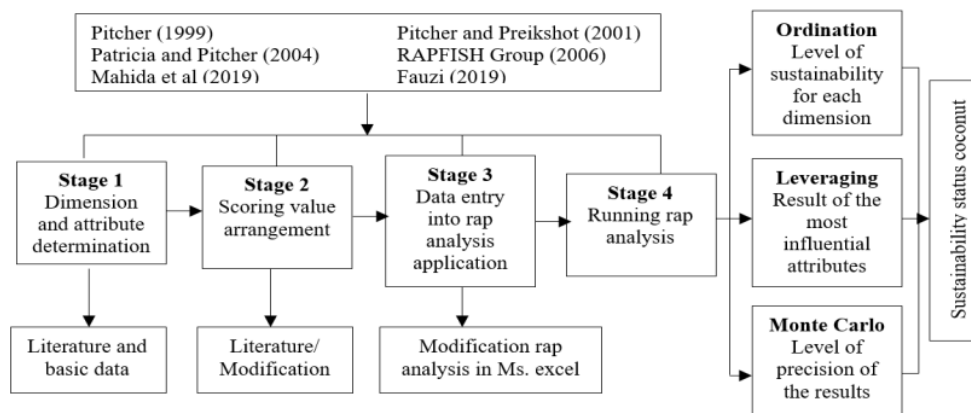 Pitcher (1999)
Patricia and Pitcher (2004)
Mahida et al (2019)
Pitcher and Preikshot (2001)
RAPFISH Group (2006)
Fauzi (2019)
Stage 1
Dimension
and attribute
determination
Stage 2
Scoring value
arrangement
Stage 3
Data entry
into rap
analysis
application
Stage 4
Running rap
analysis
Literature and
basic data
Literature/
Modification
Modification rap
analysis in Ms. excel
Ordination
Level of
sustainability
for each
dimension
Leveraging
Result of the
most
influential
attributes
Monte Carlo
Level of
precision of
the results
Sustainability status coconut